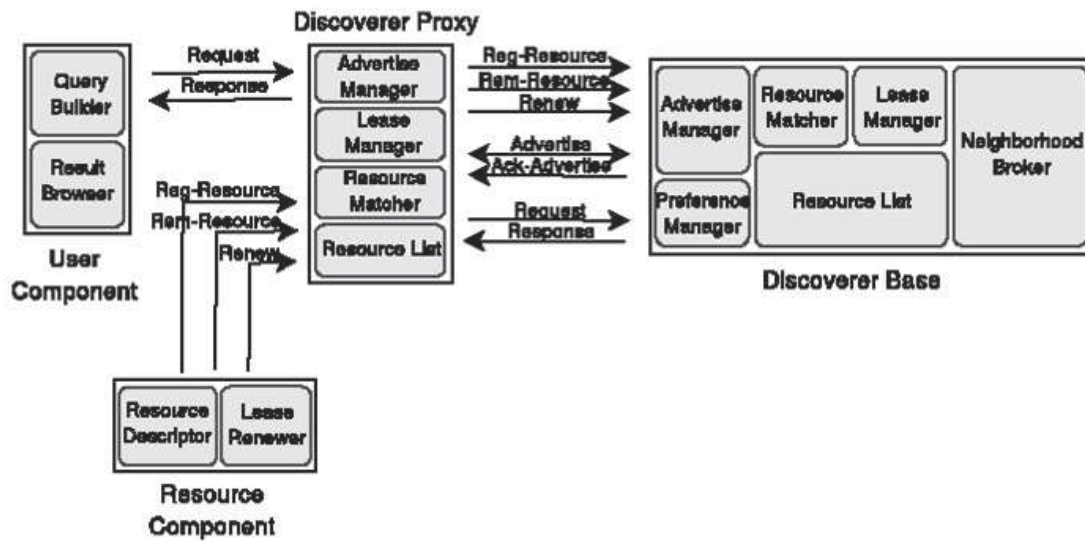 Discoverer Proxy
Query
Builder
Result
Browser
User
Component
Request
Response
Reg-Resource
Rem-Resource
Renew
Advertise
Manager
Lease
Manager
Resource
Matcher
Resource List
Reg-Resource
Rem-Resource
Renew
Advertise
Ack-Advertise
Request
Response
Advertise
Manager
Resource
Matcher
Lease
Manager
Neighborhood
Broker
Preference
Manager
Resource List
Discoverer Base
Resource
Descriptor
Lease
Renewer
Resource
Component